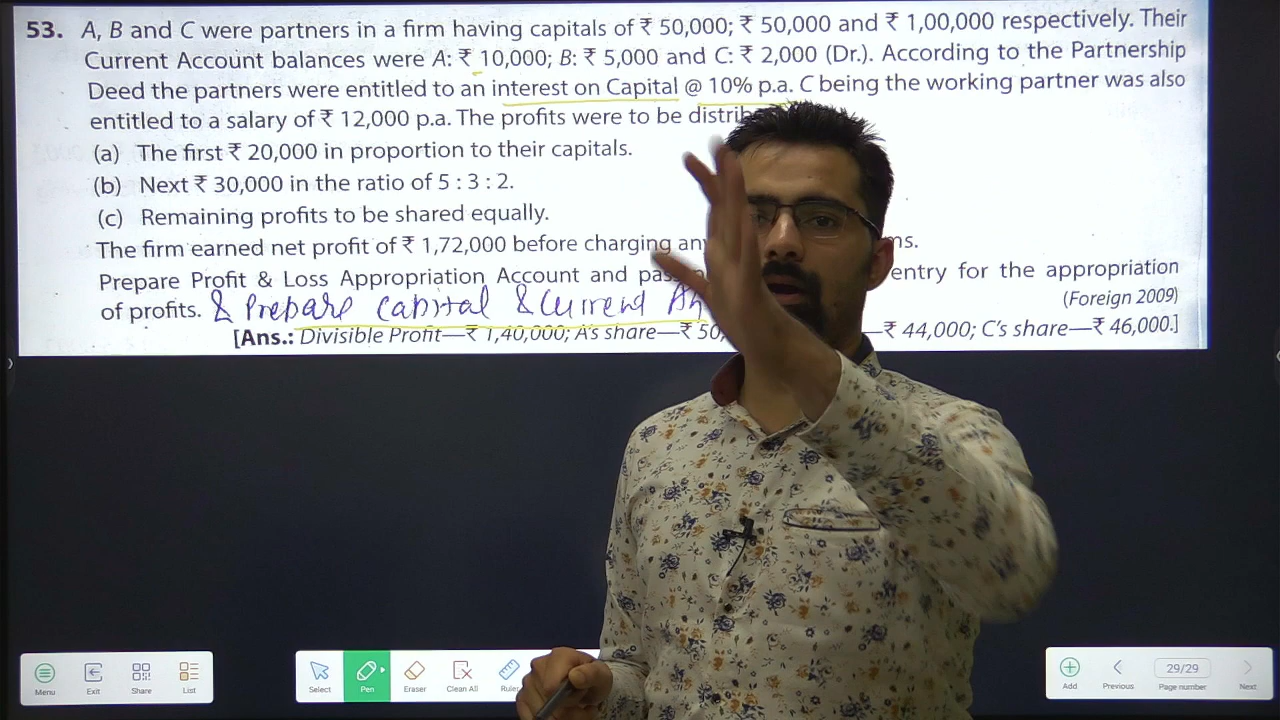 53. A, B and C were partners in a firm having capitals of ₹ 50,000; ₹ 50,000 and ₹ 1,00,000 respectively. Their
Current Account balances were A: ₹ 10,000; B: ₹ 5,000 and C: ₹ 2,000 (Dr.). According to the Partnership
Deed the partners were entitled to an interest on Capital @ 10% p.a. C being the working partner was also
entitled to a salary of ₹ 12,000 p.a. The profits were to be
(a) The first ₹ 20,000 in proportion to their capitals.
(b) Next ₹ 30,000 in the ratio of 5 : 3 : 2.
(c) Remaining profits to be shared equally.
The firm earned net profit of ₹ 1,72,000 before charging
Prepare Profit & Loss Appropriation Account and entry for the appropriation
of profits. & Prepare capital & Current (Foreign 2009)
[Ans.: Divisible Profit—₹ 1,40,000; A's share—₹ 50, —₹ 44,000; C's share—₹ 46,000.]
Menu Exit Share List Select Pen Eraser Clean All Ruler Add Previous 29/29 Page number Next